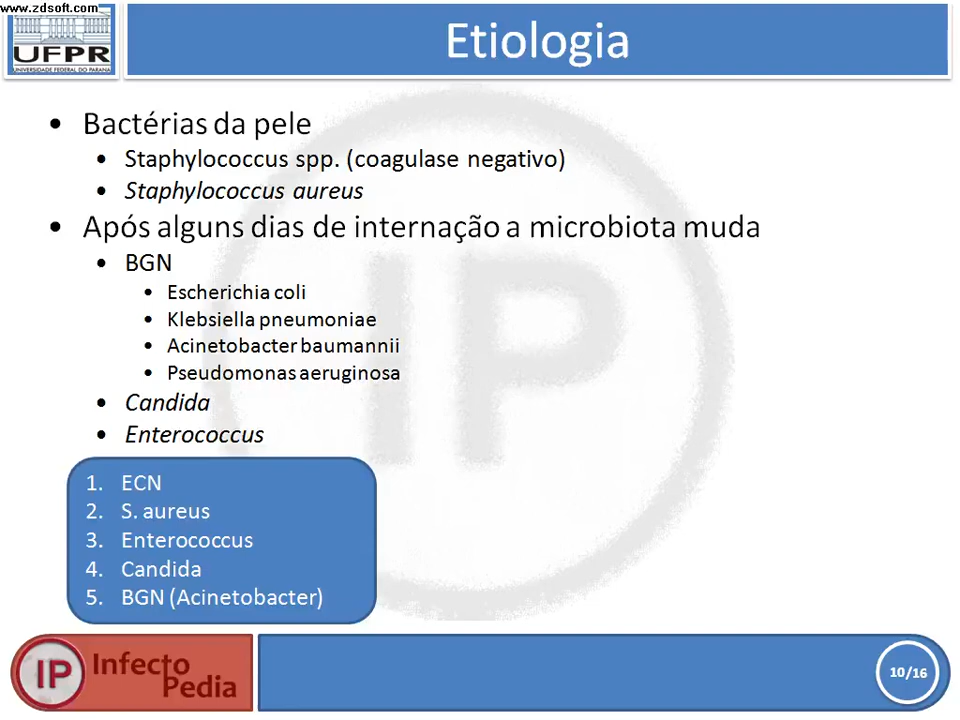 www.zdsoft.com
UFPR
UNIVERSIDADE FEDERAL DO PARANÁ
Etiologia
• Bactérias da pele
• Staphylococcus spp. (coagulase negativo)
• Staphylococcus aureus
• Após alguns dias de internação a microbiota muda
• BGN
• Escherichia coli
• Klebsiella pneumoniae
• Acinetobacter baumannii
• Pseudomonas aeruginosa
• Candida
• Enterococcus
IP
1. ECN
2. S. aureus
3. Enterococcus
4. Candida
5. BGN (Acinetobacter)
IP
Infecto
Pedia
10/16